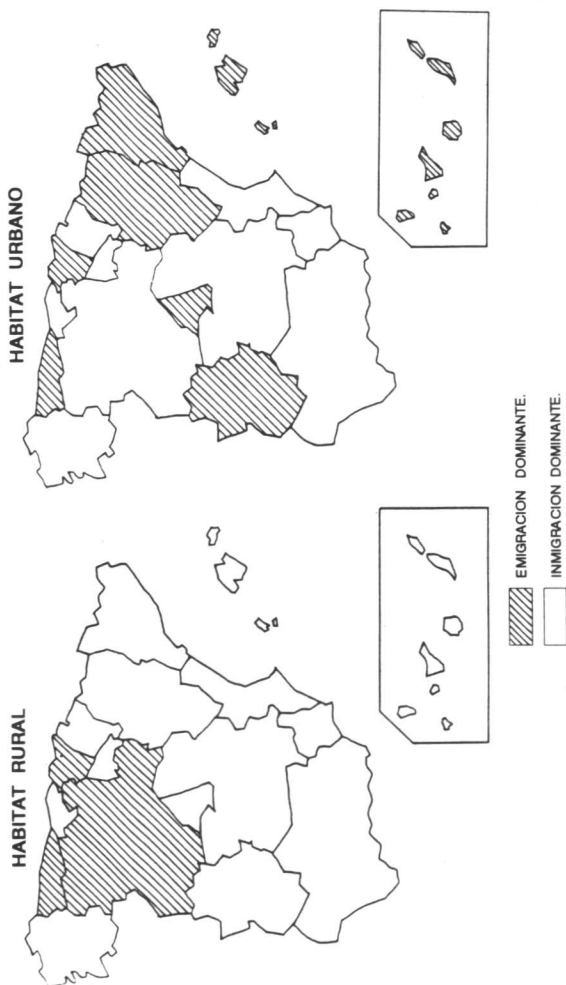 HABITAT RURAL
HABITAT URBANO
EMIGRACION DOMINANTE.
INMIGRACION DOMINANTE.